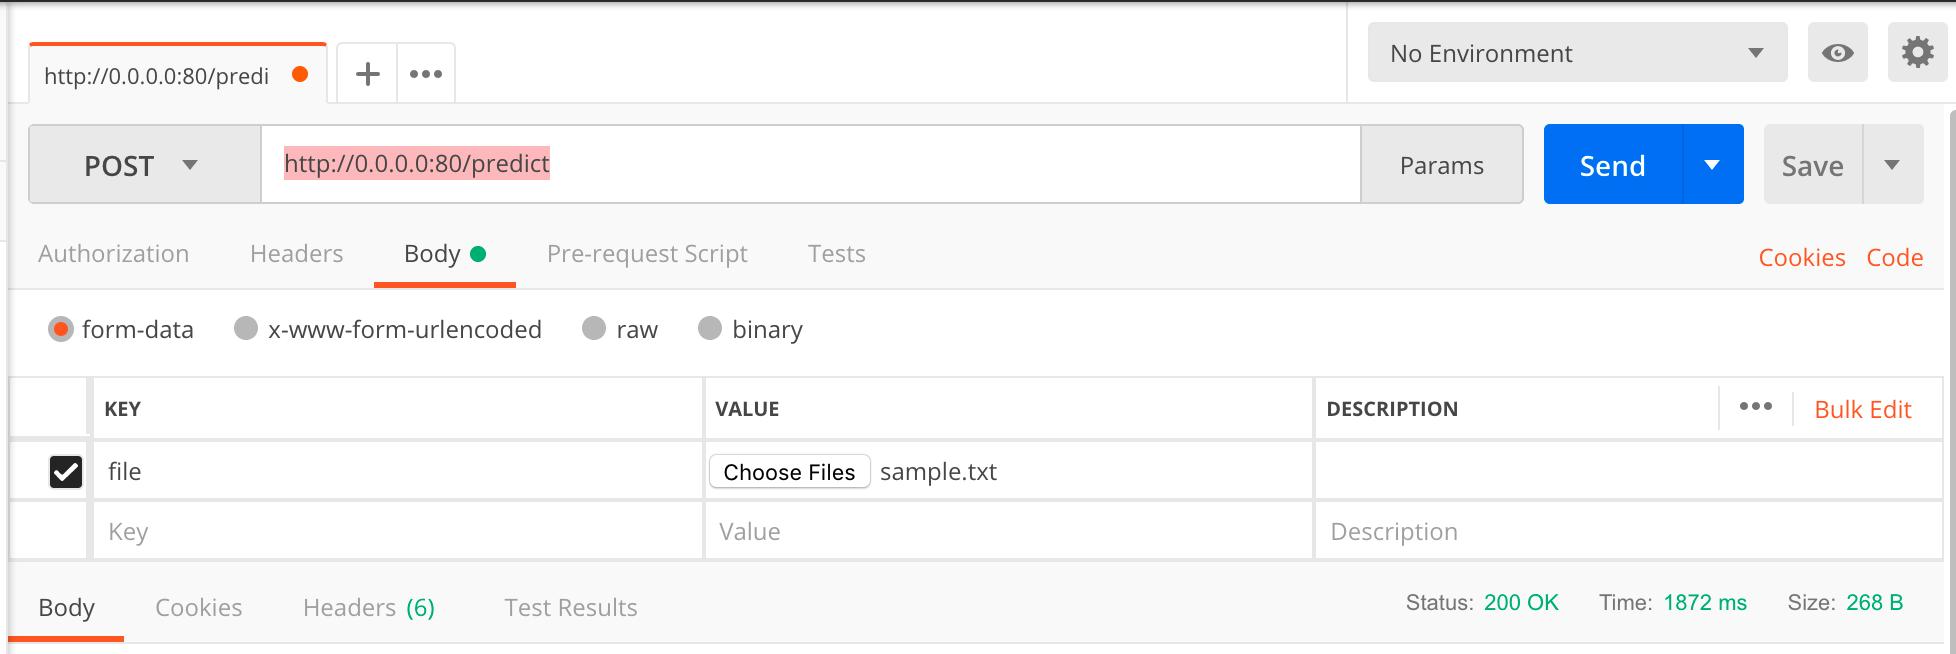 http://0.0.0.0:80/predi
No Environment
POST http://0.0.0.0:80/predict Params Send Save
Authorization Headers Body Pre-request Script Tests Cookies Code
form-data x-www-form-urlencoded raw binary
KEY VALUE DESCRIPTION Bulk Edit
file Choose Files sample.txt
Key Value Description
Body Cookies Headers (6) Test Results Status: 200 OK Time: 1872 ms Size: 268 B